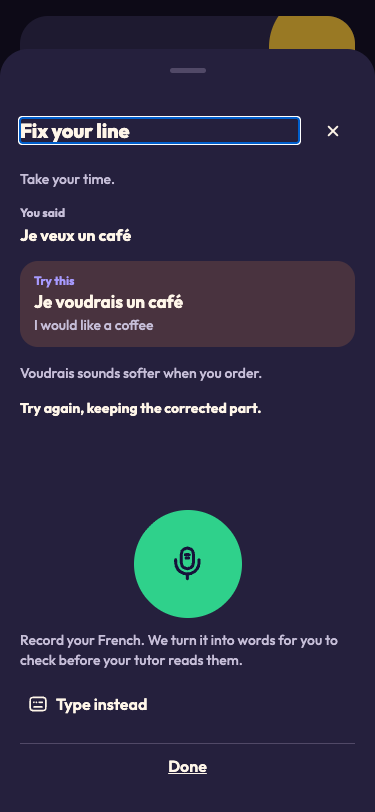 Fix your line
Take your time.
You said
Je veux un café
Try this
Je voudrais un café
I would like a coffee
Voudrais sounds softer when you order.
Try again, keeping the corrected part.
Record your French. We turn it into words for you to
check before your tutor reads them.
Type instead
Done